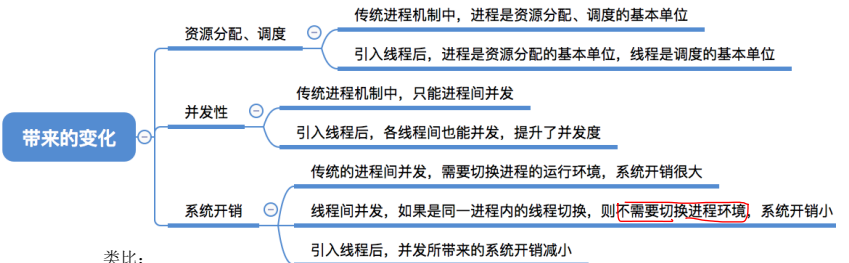 传统进程机制中，进程是资源分配、调度的基本单位
资源分配、调度
引入线程后，进程是资源分配的基本单位，线程是调度的基本单位
传统进程机制中，只能进程间并发
并发性
带来的变化
引入线程后，各线程间也能并发，提升了并发度
传统的进程间并发，需要切换进程的运行环境，系统开销很大
系统开销
线程间并发，如果是同一进程内的线程切换，则不需要切换进程环境，系统开销小
引入线程后，并发所带来的系统开销减小
类比：